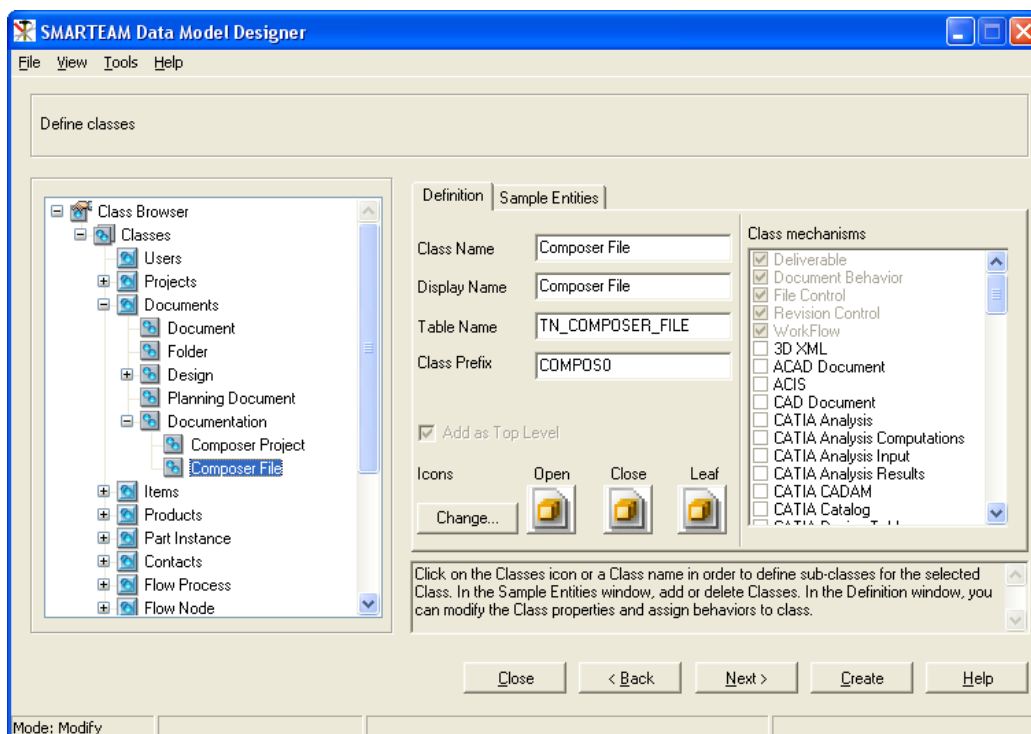 SMARTEAM Data Model Designer
File View Tools Help
Define classes
Class Browser
Classes
Users
Projects
Documents
Document
Folder
Design
Planning Document
Documentation
Composer Project
Composer File
Items
Products
Part Instance
Contacts
Flow Process
Flow Node
Definition Sample Entities
Class Name Composer File
Display Name Composer File
Table Name TN_COMPOSER_FILE
Class Prefix COMPOS0
Add as Top Level
Icons Open Close Leaf
Change...
Class mechanisms
Deliverable
Document Behavior
File Control
Revision Control
WorkFlow
3D XML
ACAD Document
ACIS
CAD Document
CATIA Analysis
CATIA Analysis Computations
CATIA Analysis Input
CATIA Analysis Results
CATIA CADAM
CATIA Catalog
Click on the Classes icon or a Class name in order to define sub-classes for the selected
Class. In the Sample Entities window, add or delete Classes. In the Definition window, you
can modify the Class properties and assign behaviors to class.
Close < Back Next > Create Help
Mode: Modify